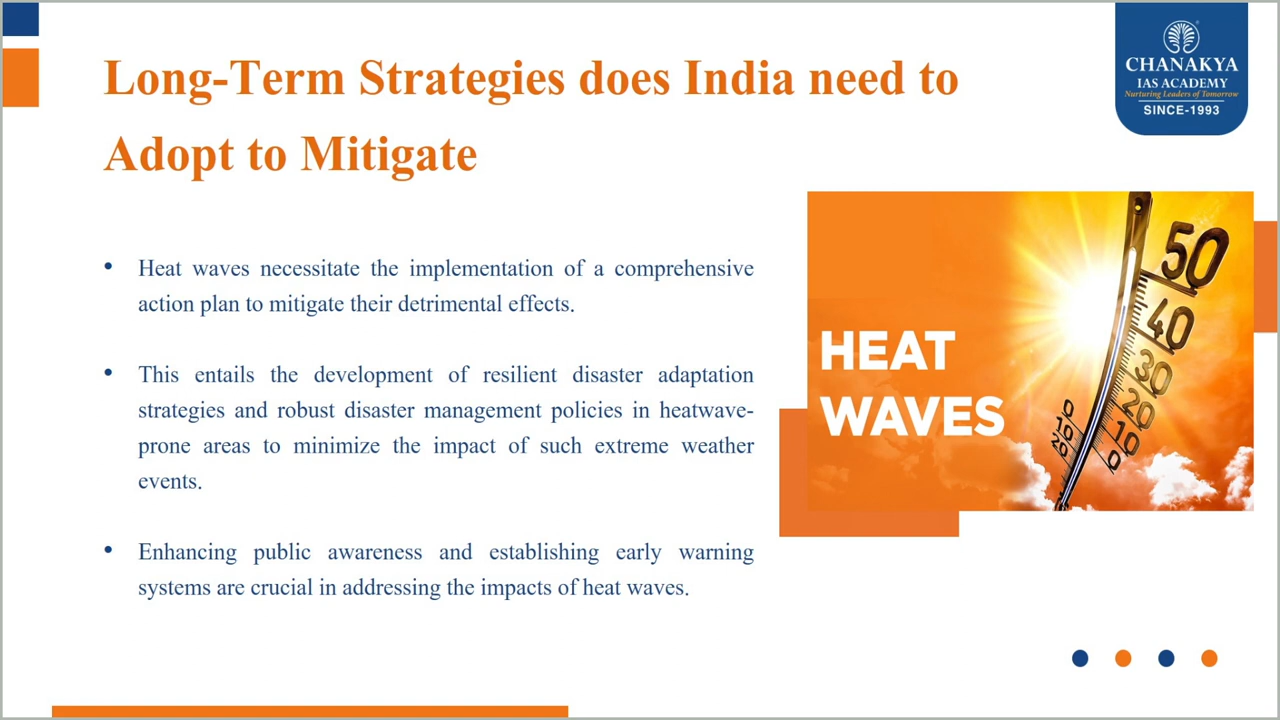 Long-Term Strategies does India need to
Adopt to Mitigate
CHANAKYA
IAS ACADEMY
Nurturing Leaders of Tomorrow
SINCE-1993
• Heat waves necessitate the implementation of a comprehensive
action plan to mitigate their detrimental effects.
• This entails the development of resilient disaster adaptation
strategies and robust disaster management policies in heatwave-
prone areas to minimize the impact of such extreme weather
events.
• Enhancing public awareness and establishing early warning
systems are crucial in addressing the impacts of heat waves.
HEAT
WAVES
50
40
30
20
10
0
0
10
20